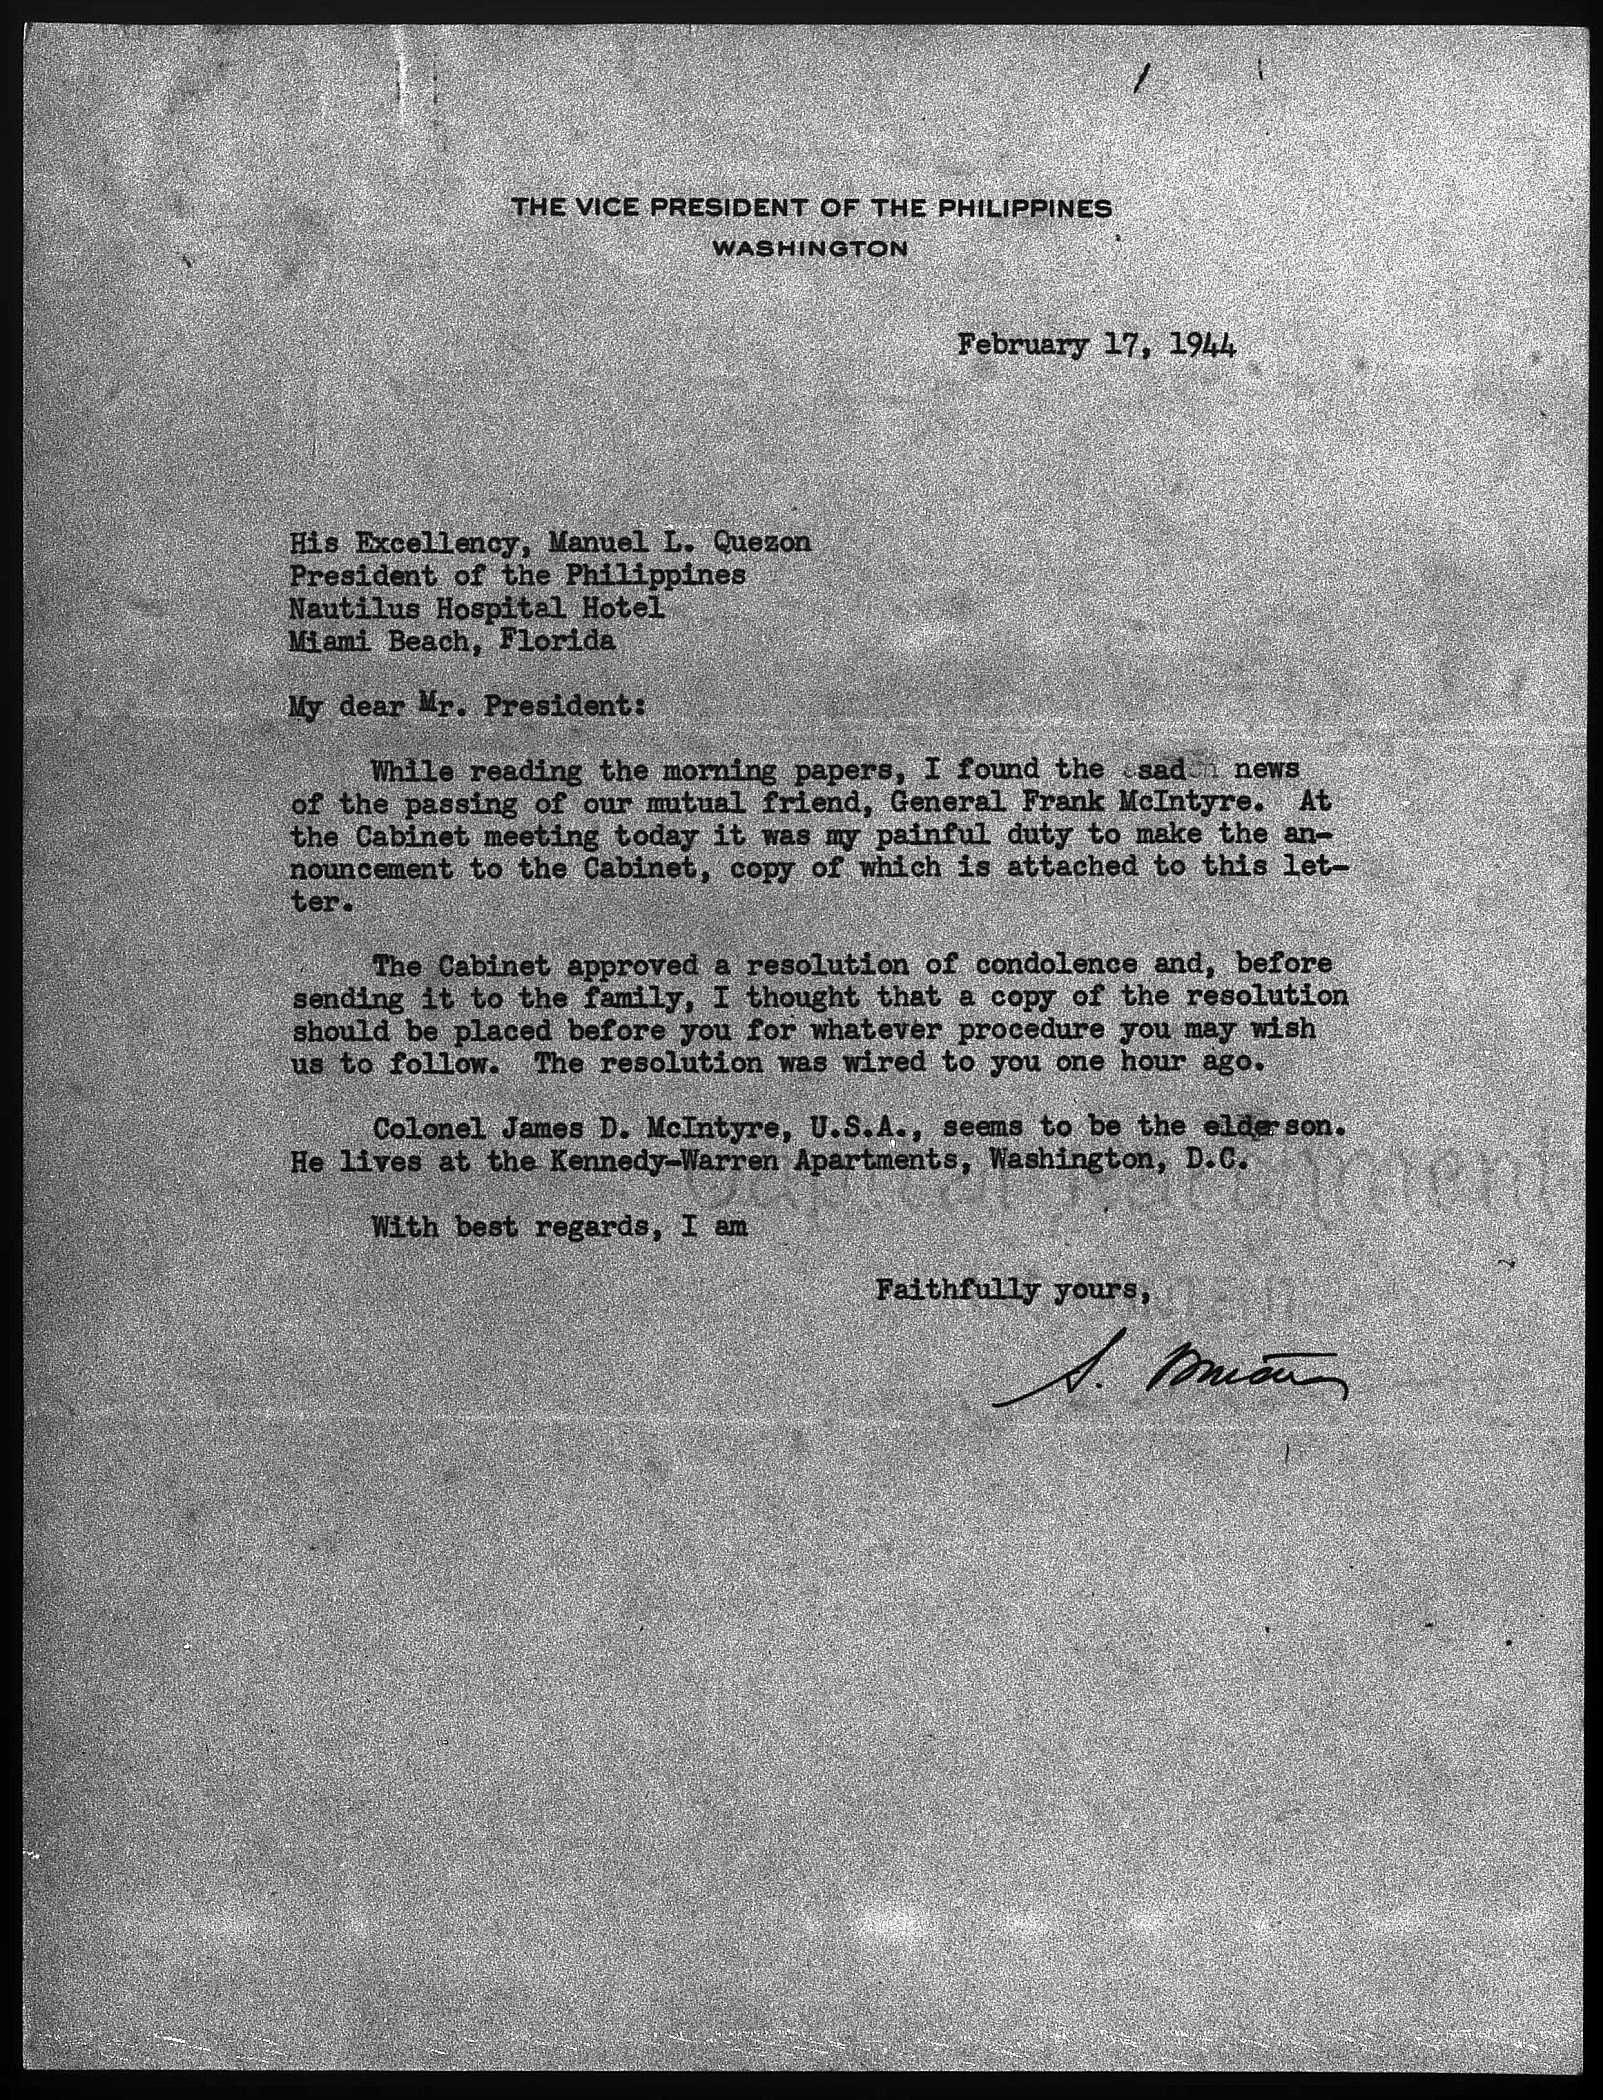 THE VICE PRESIDENT OF THE PHILIPPINES
WASHINGTON
February 17, 1944
His Excellency, Manuel L. Quezon
President of the Philippines
Nautilus Hospital Hotel
Miami Beach, Florida
My dear Mr. President:
While reading the morning papers, I found the sad news
of the passing of our mutual friend, General Frank McIntyre. At
the Cabinet meeting today it was my painful duty to make the an-
nouncement to the Cabinet, copy of which is attached to this let-
ter.
The Cabinet approved a resolution of condolence and, before
sending it to the family, I thought that a copy of the resolution
should be placed before you for whatever procedure you may wish
us to follow. The resolution was wired to you one hour ago.
Colonel James D. McIntyre, U.S.A., seems to be the elder son.
He lives at the Kennedy-Warren Apartments, Washington, D.C.
With best regards, I am
Faithfully yours,
S. Osmeña